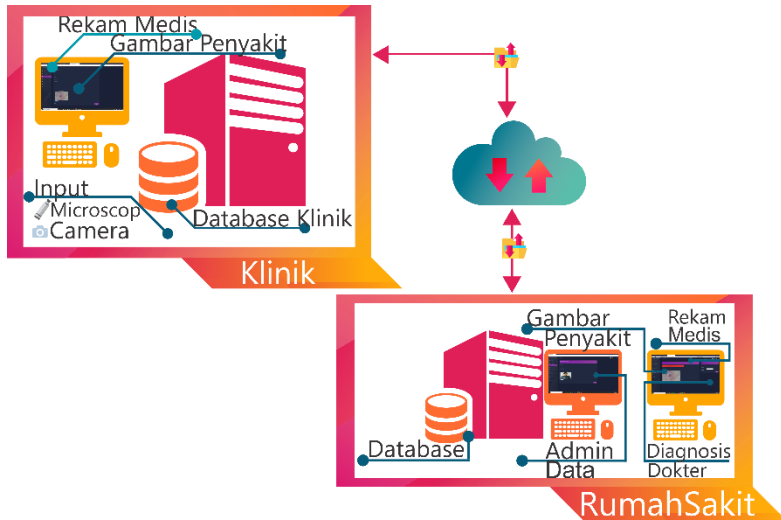 Rekam Medis
Gambar Penyakit
Input
Microscop
Camera
Database Klinik
Klinik
Gambar
Penyakit
Rekam
Medis
Database
Admin
Data
Diagnosis
Dokter
RumahSakit